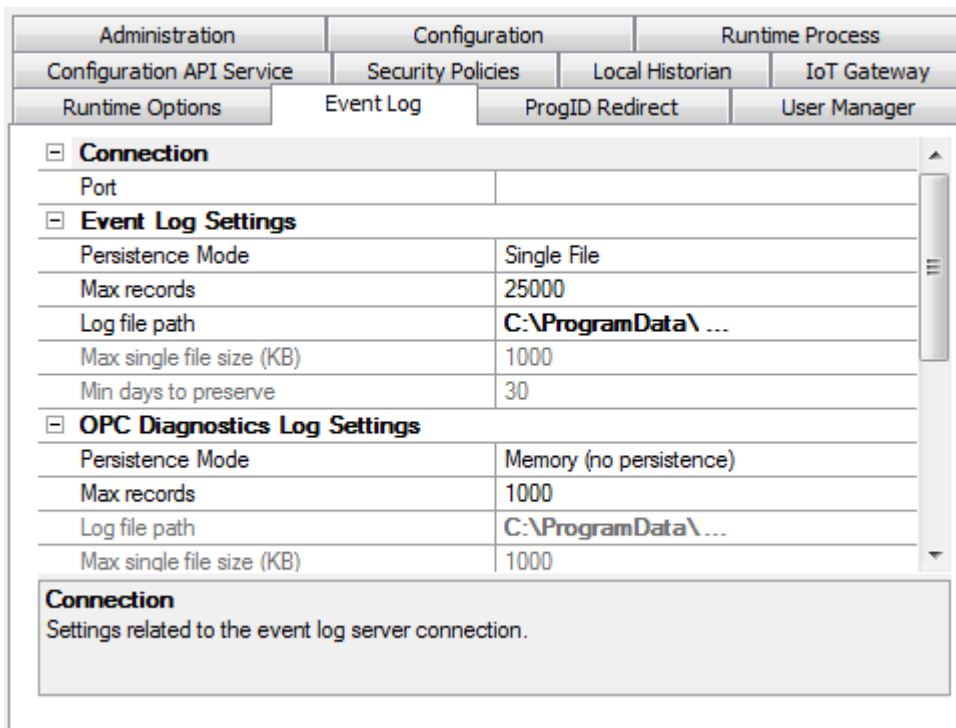 Administration Configuration Runtime Process
Configuration API Service Security Policies Local Historian IoT Gateway
Runtime Options Event Log ProgID Redirect User Manager
Connection
Port
Event Log Settings
Persistence Mode Single File
Max records 25000
Log file path C:\ProgramData\ ...
Max single file size (KB) 1000
Min days to preserve 30
OPC Diagnostics Log Settings
Persistence Mode Memory (no persistence)
Max records 1000
Log file path C:\ProgramData\ ...
Max single file size (KB) 1000
Connection
Settings related to the event log server connection.